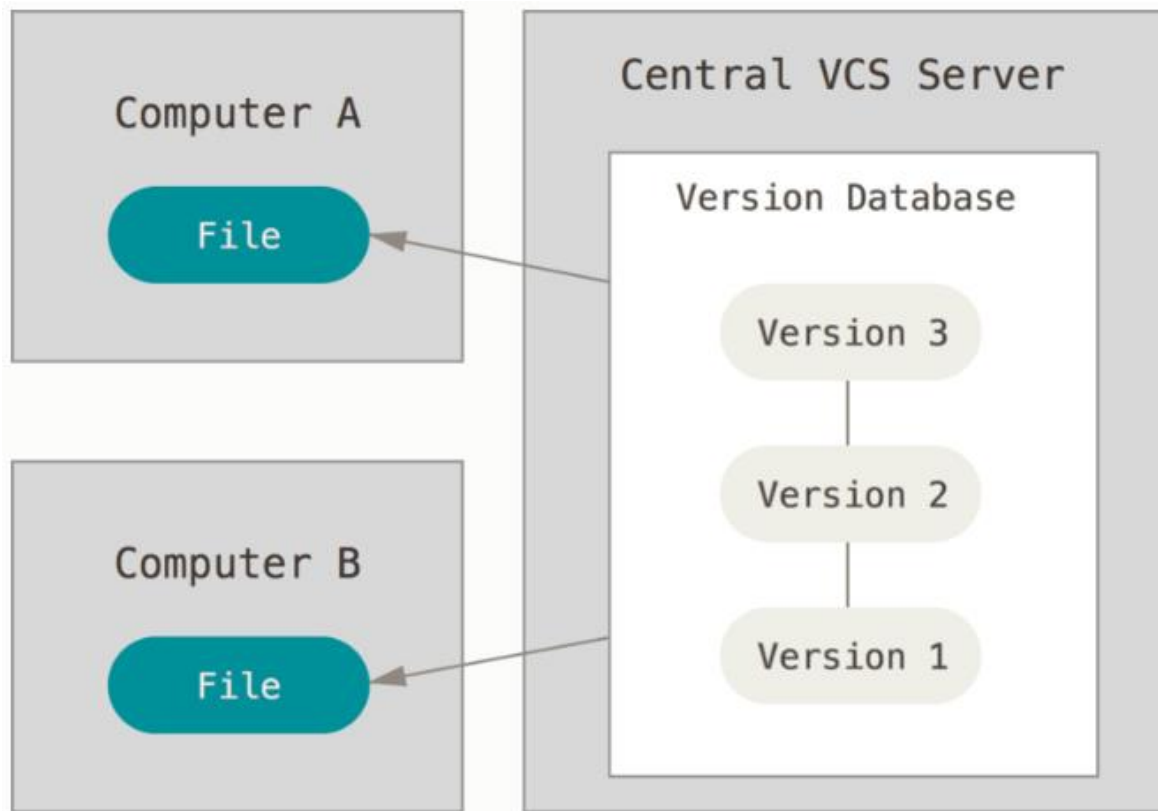 Computer A
File
Computer B
File
Central VCS Server
Version Database
Version 3
Version 2
Version 1